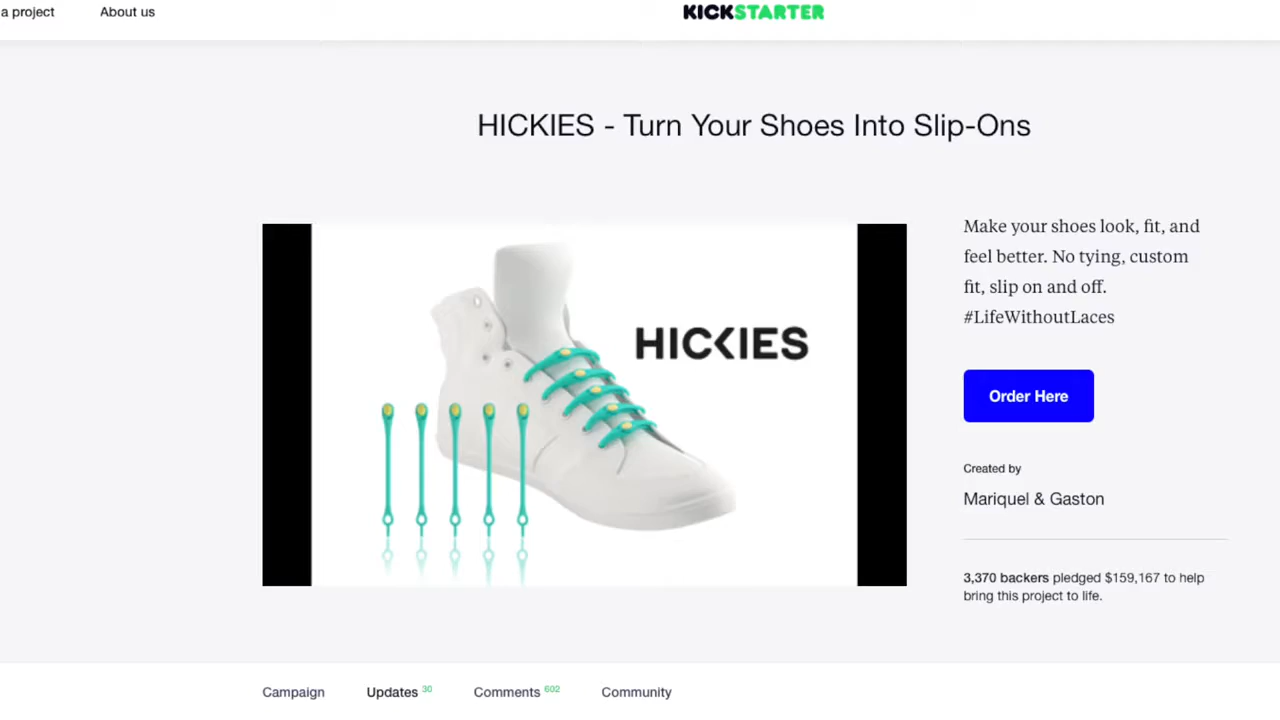 a project
About us
KICKSTARTER
HICKIES - Turn Your Shoes Into Slip-Ons
HICKIES
Make your shoes look, fit, and
feel better. No tying, custom
fit, slip on and off.
#LifeWithoutLaces
Order Here
Created by
Mariquel & Gaston
3,370 backers pledged $159,167 to help
bring this project to life.
Campaign
Updates 30
Comments 602
Community